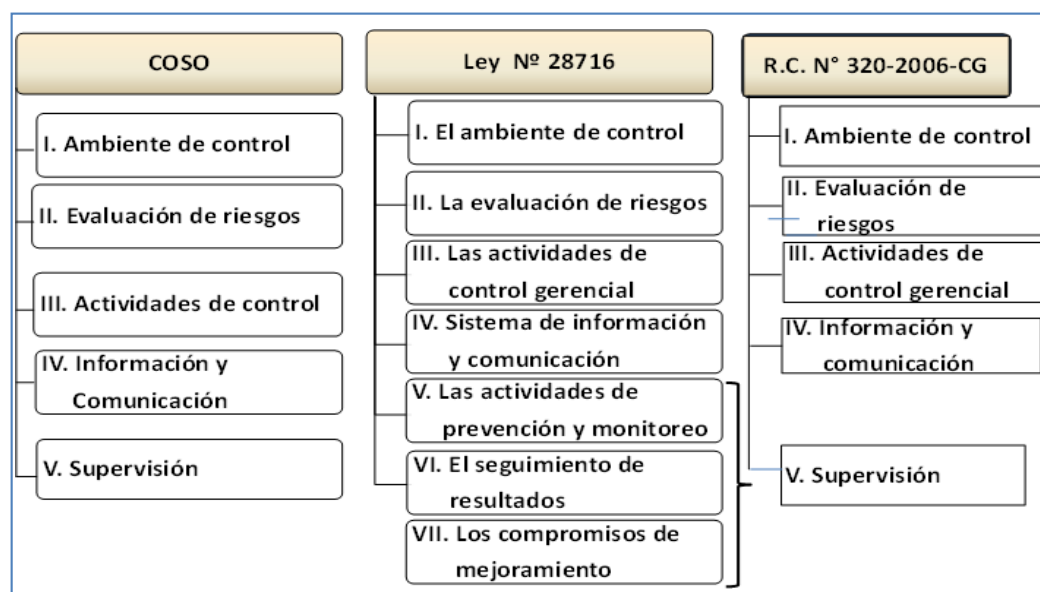 COSO
I. Ambiente de control
II. Evaluación de riesgos
III. Actividades de control
IV. Información y
Comunicación
V. Supervisión
Ley Nº 28716
I. El ambiente de control
II. La evaluación de riesgos
III. Las actividades de
control gerencial
IV. Sistema de información
y comunicación
V. Las actividades de
prevención y monitoreo
VI. El seguimiento de
resultados
VII. Los compromisos de
mejoramiento
R.C. N° 320-2006-CG
I. Ambiente de control
II. Evaluación de
riesgos
III. Actividades de
control gerencial
IV. Información y
comunicación
V. Supervisión